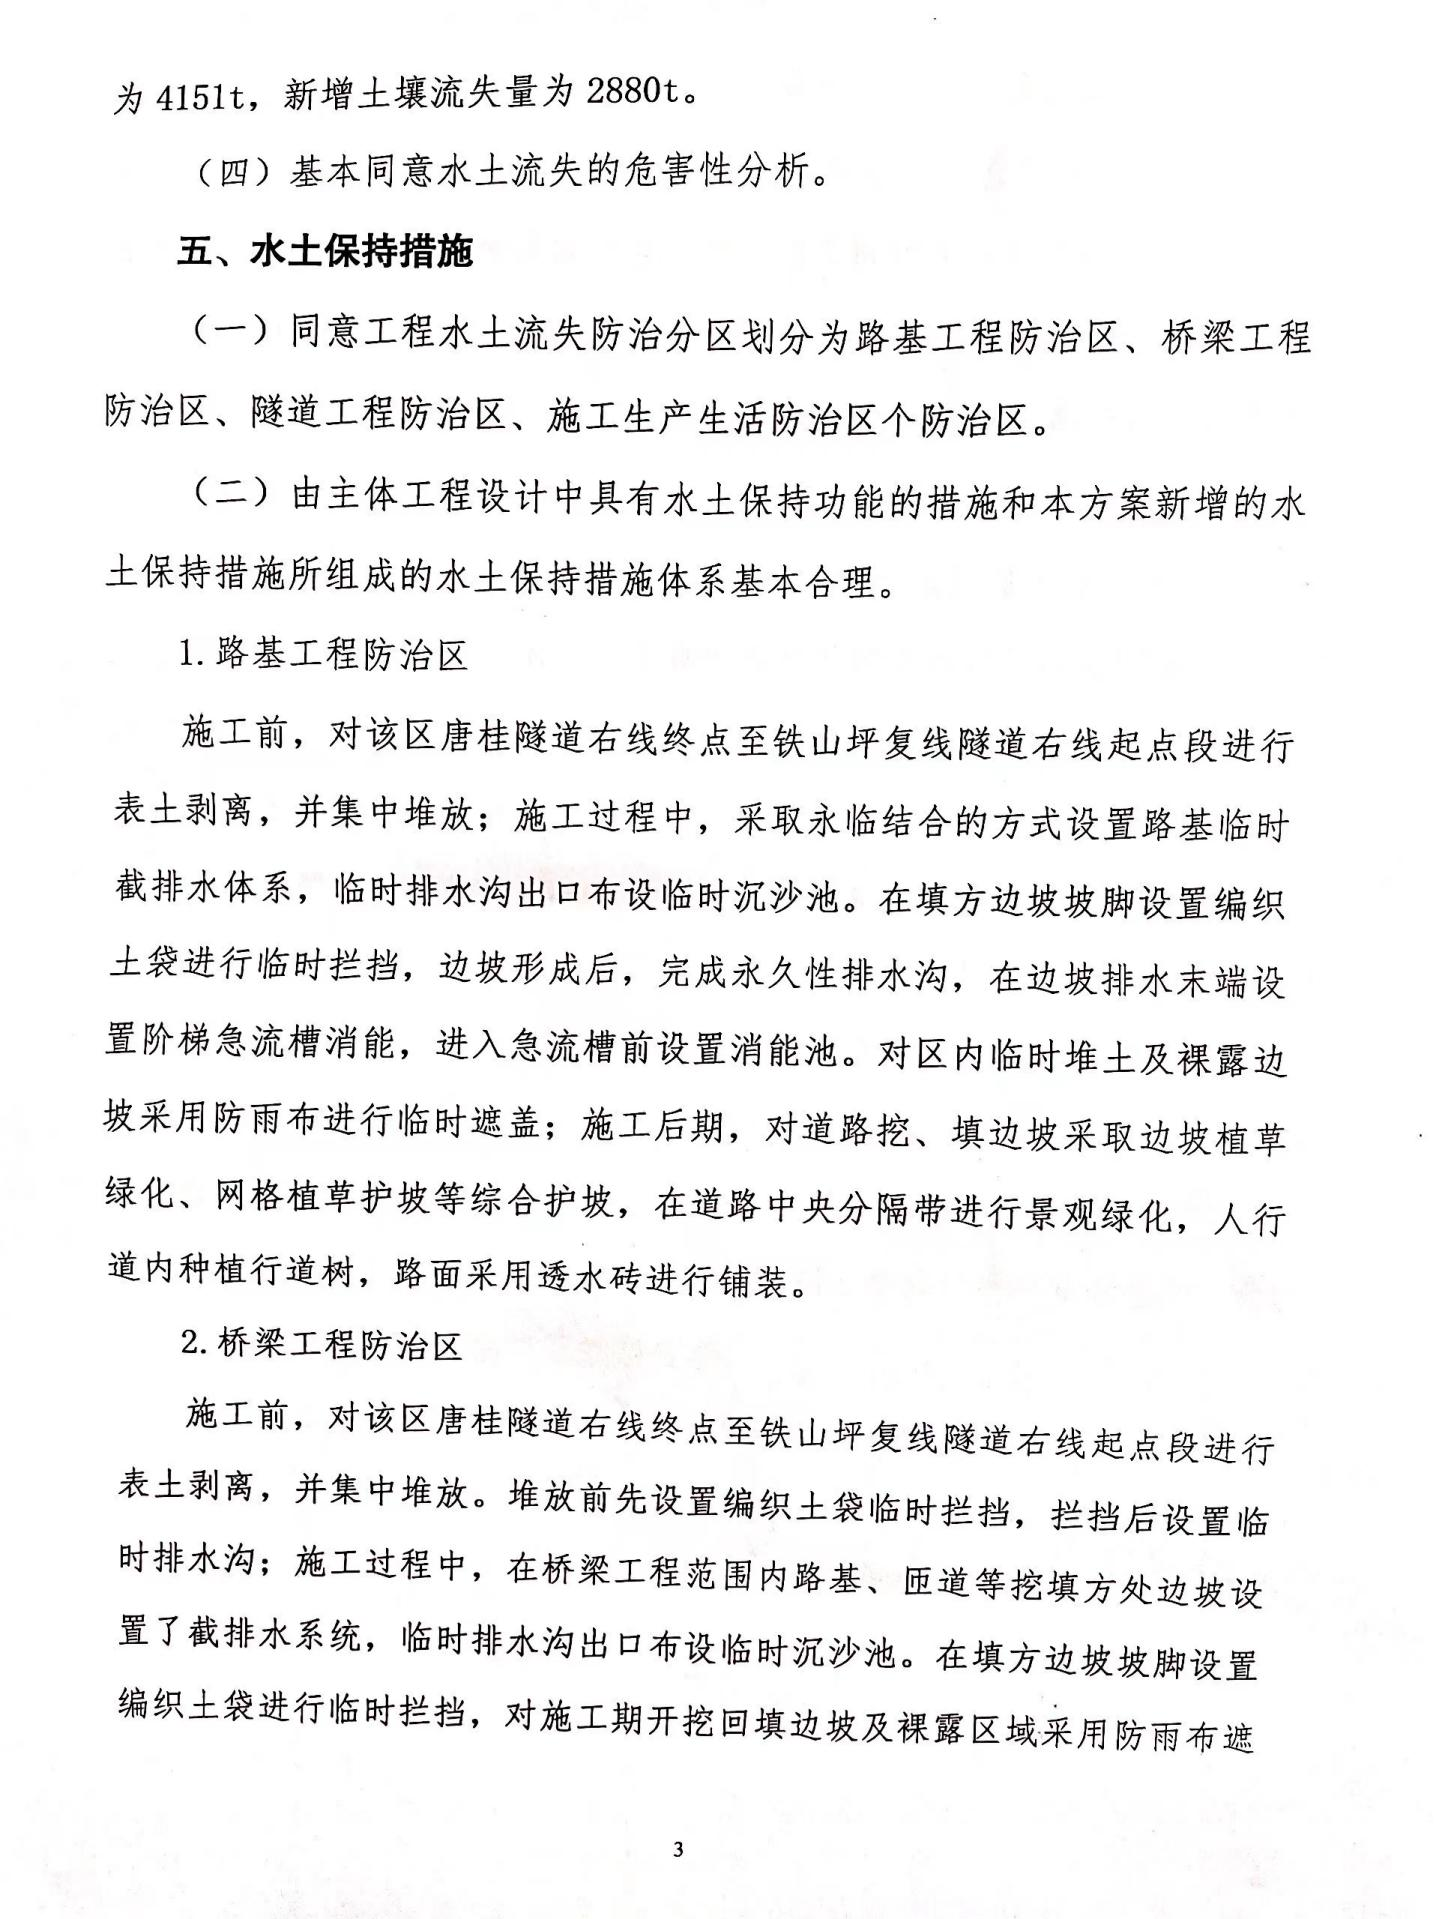 为 4151t，新增土壤流失量为 2880t。
（四）基本同意水土流失的危害性分析。
五、水土保持措施
（一）同意工程水土流失防治分区划分为路基工程防治区、桥梁工程
防治区、隧道工程防治区、施工生产生活防治区个防治区。
（二）由主体工程设计中具有水土保持功能的措施和本方案新增的水
土保持措施所组成的水土保持措施体系基本合理。
1.路基工程防治区
施工前，对该区唐桂隧道右线终点至铁山坪复线隧道右线起点段进行
表土剥离，并集中堆放；施工过程中，采取永临结合的方式设置路基临时
截排水体系，临时排水沟出口布设临时沉沙池。在填方边坡坡脚设置编织
土袋进行临时拦挡，边坡形成后，完成永久性排水沟，在边坡排水末端设
置阶梯急流槽消能，进入急流槽前设置消能池。对区内临时堆土及裸露边
坡采用防雨布进行临时遮盖；施工后期，对道路挖、填边坡采取边坡植草
绿化、网格植草护坡等综合护坡，在道路中央分隔带进行景观绿化，人行
道内种植行道树，路面采用透水砖进行铺装。
2.桥梁工程防治区
施工前，对该区唐桂隧道右线终点至铁山坪复线隧道右线起点段进行
表土剥离，并集中堆放。堆放前先设置编织土袋临时拦挡，拦挡后设置临
时排水沟；施工过程中，在桥梁工程范围内路基、匝道等挖填方处边坡设
置了截排水系统，临时排水沟出口布设临时沉沙池。在填方边坡坡脚设置
编织土袋进行临时拦挡，对施工期开挖回填边坡及裸露区域采用防雨布遮
3